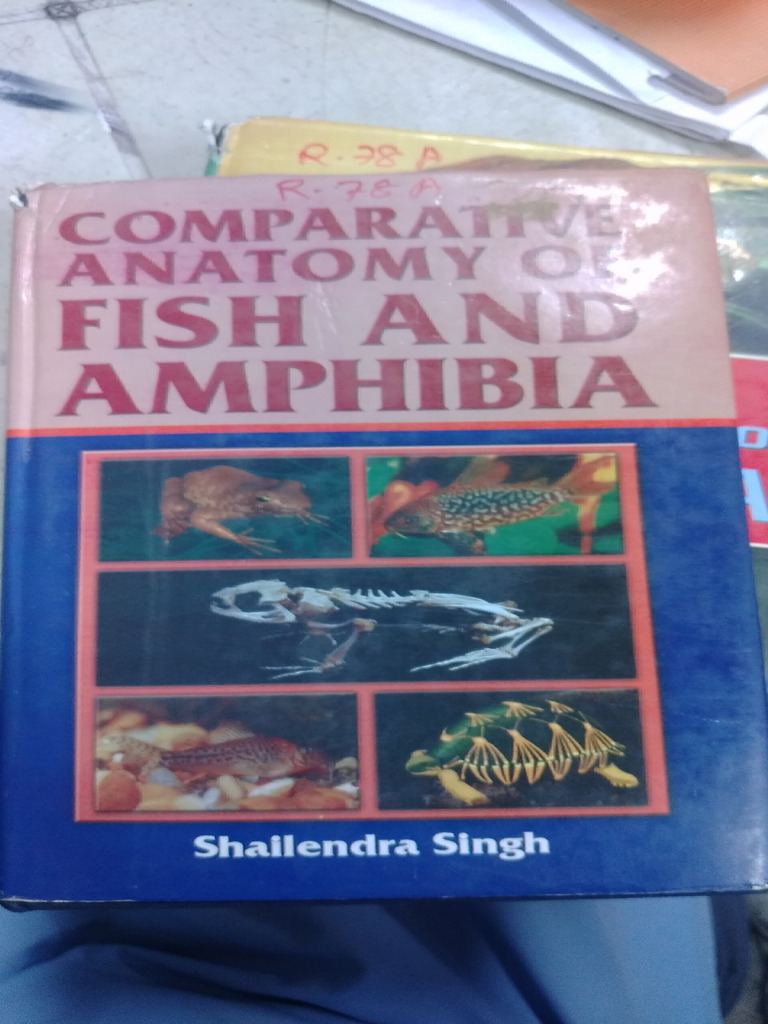 R. 78 A
R. 78 A
COMPARATIVE
ANATOMY OF
FISH AND
AMPHIBIA
Shailendra Singh